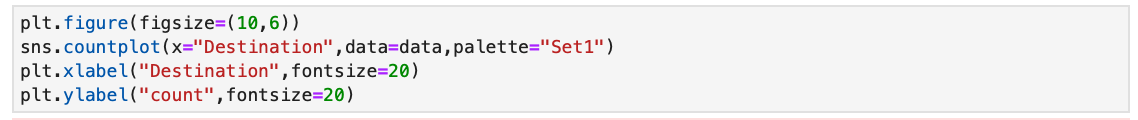 plt.figure(figsize=(10,6))
sns.countplot(x="Destination",data=data,palette="Set1")
plt.xlabel("Destination",fontsize=20)
plt.ylabel("count",fontsize=20)